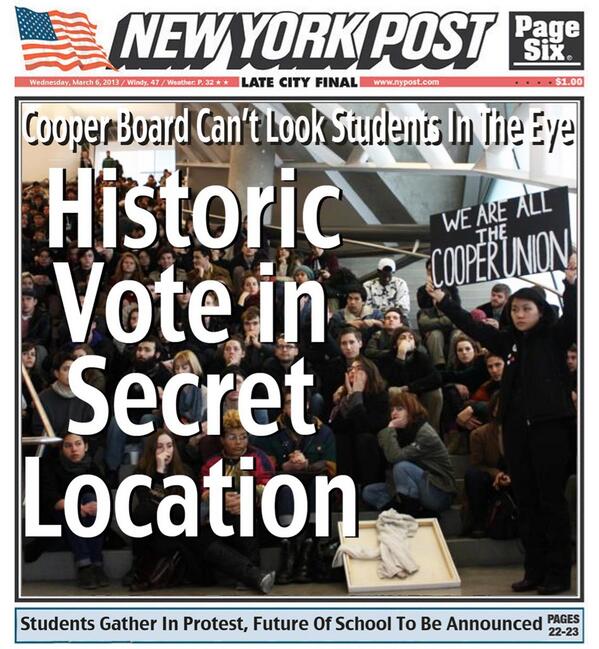 NEW YORK POST
Page
Six®
Wednesday, March 6, 2013 / Windy, 47 / Weather: P. 32 ★★
LATE CITY FINAL
www.nypost.com
$1.00
Cooper Board Can't Look Students In The Eye
Historic
Vote in
Secret
Location
WE ARE ALL
THE
COOPER UNION
Students Gather In Protest, Future Of School To Be Announced
PAGES
22-23